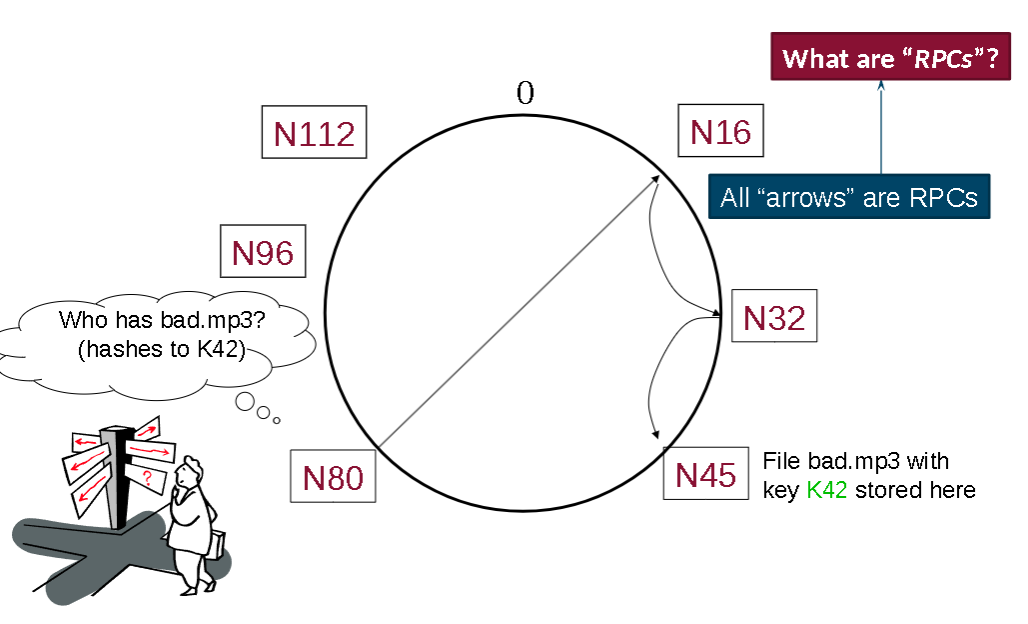 What are “RPCs”?
0
N112
N16
All “arrows” are RPCs
N96
Who has bad.mp3?
(hashes to K42)
N32
N80
N45
File bad.mp3 with
key K42 stored here
?